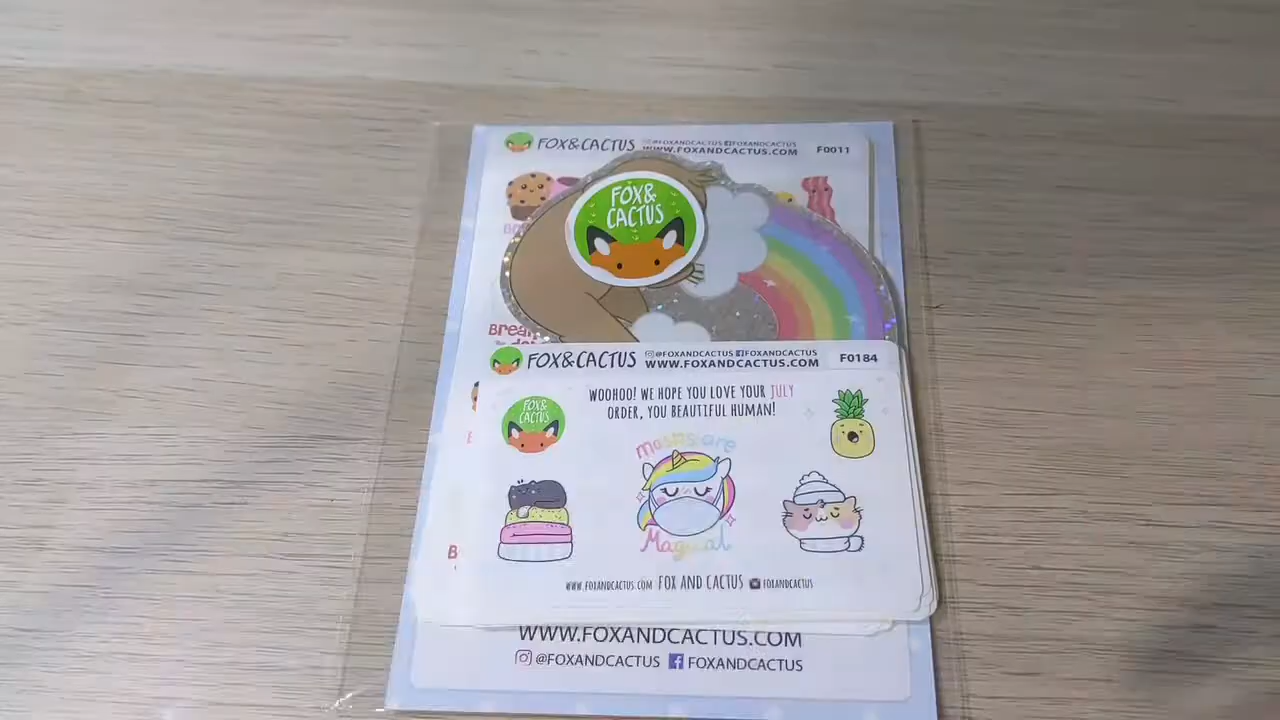 FOX&CACTUS @FOXANDCACTUS FOXANDCACTUS
WWW.FOXANDCACTUS.COM F0011
FOX&
CACTUS
Break
FOX&CACTUS @FOXANDCACTUS FOXANDCACTUS
WWW.FOXANDCACTUS.COM F0184
WOOHOO! WE HOPE YOU LOVE YOUR JULY
ORDER, YOU BEAUTIFUL HUMAN!
FOX&
CACTUS
masks are
Magical
WWW.FOXANDCACTUS.COM FOX AND CACTUS FOXANDCACTUS
WWW.FOXANDCACTUS.COM
@FOXANDCACTUS FOXANDCACTUS